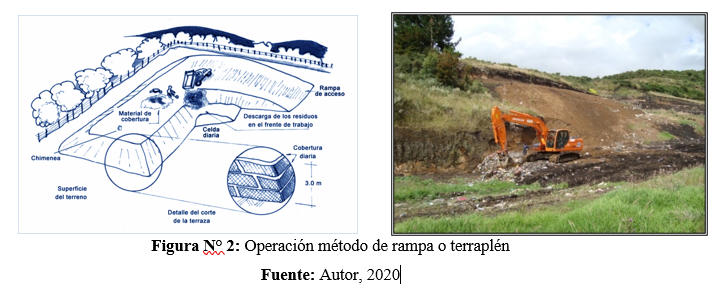 Rampa
de acceso
Material de
cobertura
Descarga de los residuos
en el frente de trabajo
Celda
diaria
Chimenea
Cobertura
diaria
3.0 m
Superficie
del terreno
Detalle del corte
de la terraza
Figura N° 2: Operación método de rampa o terraplén
Fuente: Autor, 2020